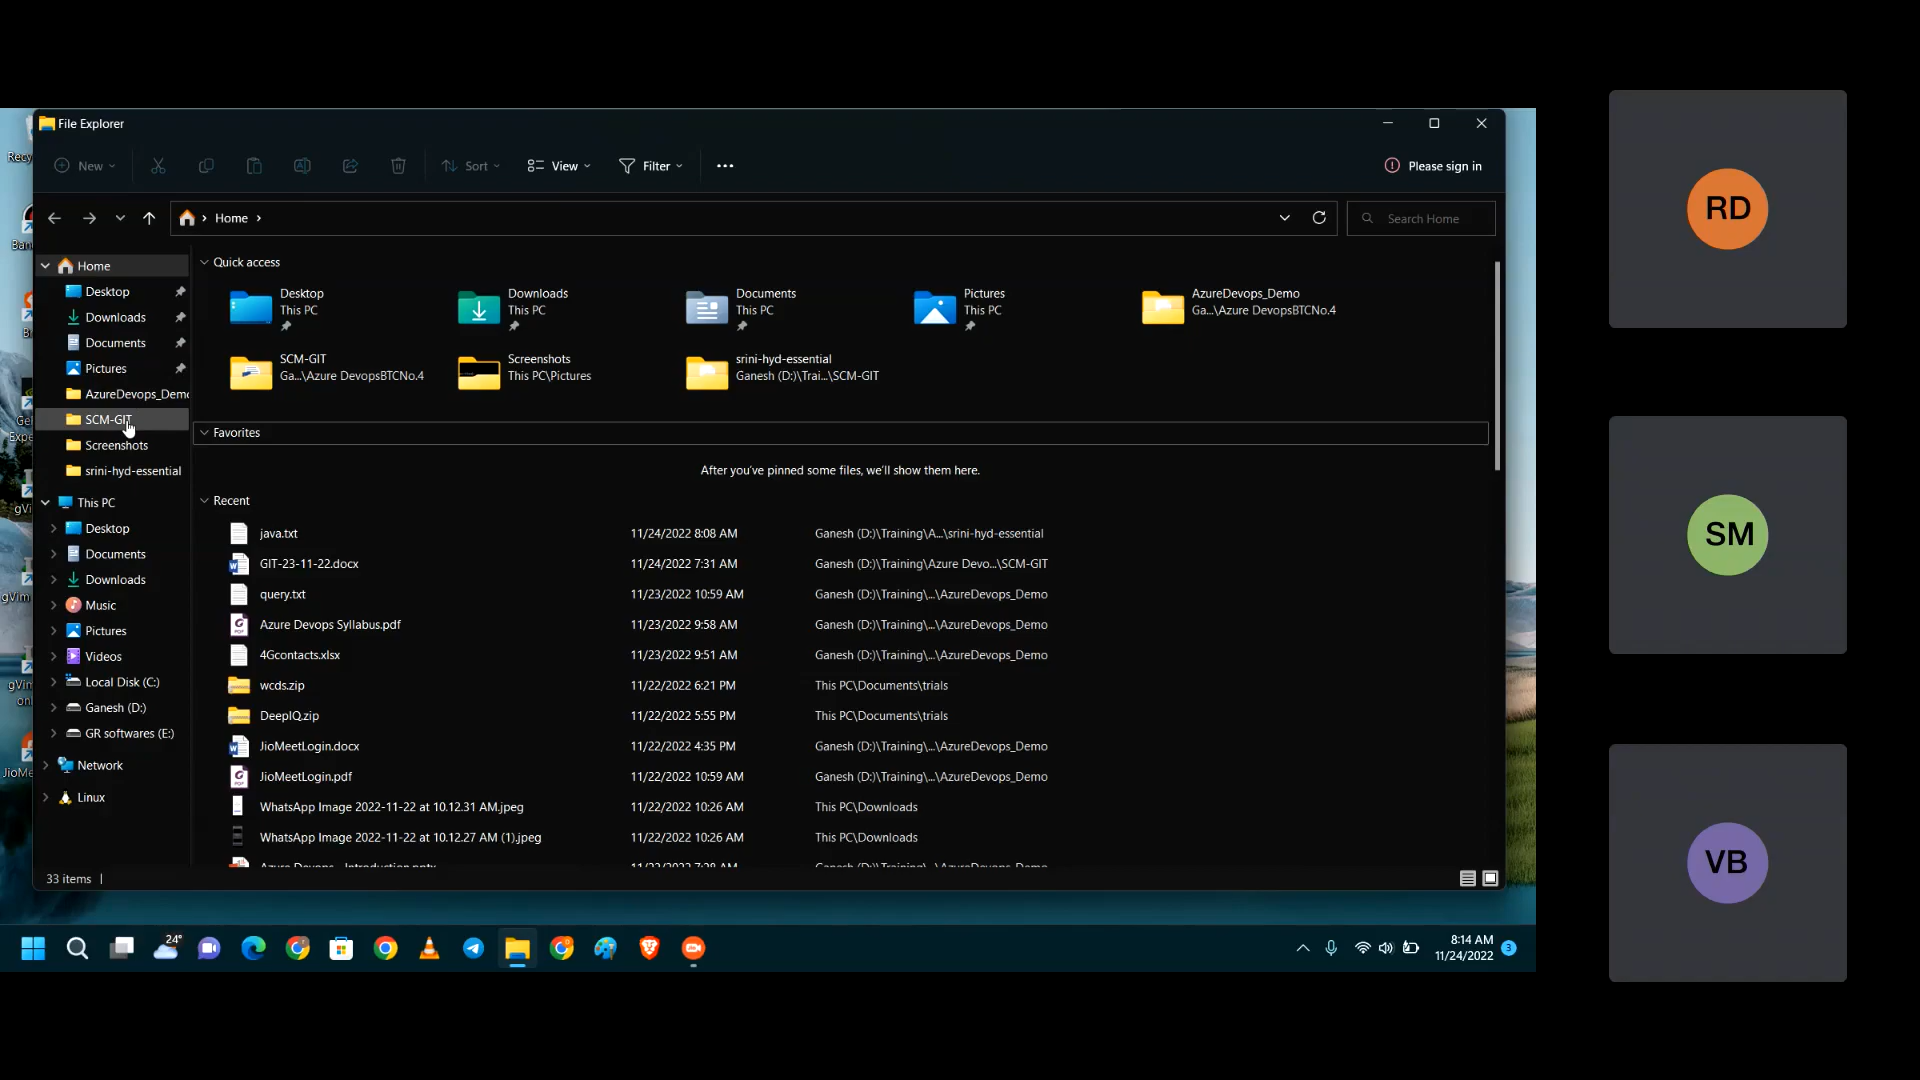 File Explorer
New
Sort
View
Filter
Please sign in
Home
Search Home
Home
Desktop
Downloads
Documents
Pictures
AzureDevops_Demo
SCM-GIT
Screenshots
srini-hyd-essential
This PC
Desktop
Documents
Downloads
Music
Pictures
Videos
Local Disk (C:)
Ganesh (D:)
GR softwares (E:)
Network
Linux
Quick access
Desktop
This PC
Downloads
This PC
Documents
This PC
Pictures
This PC
AzureDevops_Demo
Ga...\Azure DevopsBTCNo.4
SCM-GIT
Ga...\Azure DevopsBTCNo.4
Screenshots
This PC\Pictures
srini-hyd-essential
Ganesh (D:)\Trai...\SCM-GIT
Favorites
After you've pinned some files, we'll show them here.
Recent
java.txt 11/24/2022 8:08 AM Ganesh (D:)\Training\A...\srini-hyd-essential
GIT-23-11-22.docx 11/24/2022 7:31 AM Ganesh (D:)\Training\Azure Devo...\SCM-GIT
query.txt 11/23/2022 10:59 AM Ganesh (D:)\Training\...\AzureDevops_Demo
Azure Devops Syllabus.pdf 11/23/2022 9:58 AM Ganesh (D:)\Training\...\AzureDevops_Demo
4Gcontacts.xlsx 11/23/2022 9:51 AM Ganesh (D:)\Training\...\AzureDevops_Demo
wcds.zip 11/22/2022 6:21 PM This PC\Documents\trials
DeepIQ.zip 11/22/2022 5:55 PM This PC\Documents\trials
JioMeetLogin.docx 11/22/2022 4:35 PM Ganesh (D:)\Training\...\AzureDevops_Demo
JioMeetLogin.pdf 11/22/2022 10:59 AM Ganesh (D:)\Training\...\AzureDevops_Demo
WhatsApp Image 2022-11-22 at 10.12.31 AM.jpeg 11/22/2022 10:26 AM This PC\Downloads
WhatsApp Image 2022-11-22 at 10.12.27 AM (1).jpeg 11/22/2022 10:26 AM This PC\Downloads
33 items
24°
8:14 AM
11/24/2022
3
RD
SM
VB